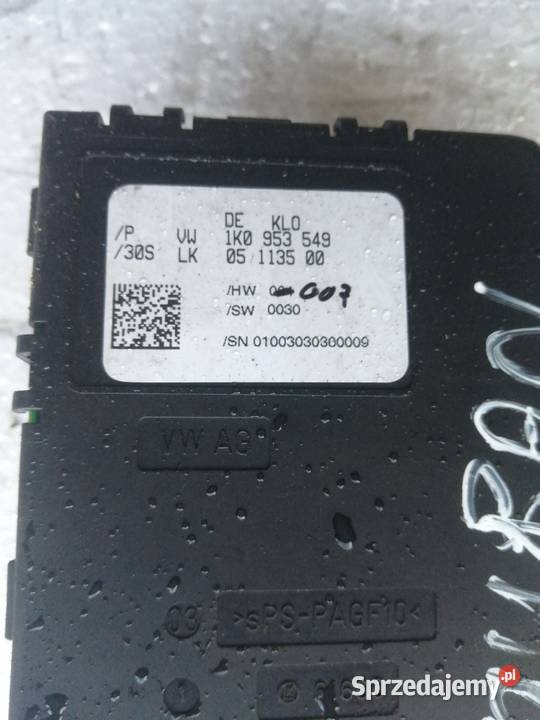 DE KLO
/P VW 1K0 953 549
/30S LK 05 1135 00
/HW 007
/SW 0030
/SN 01003030300009
VW AG
03
>sPS-PAGF10<
Sprzedajemy.pl